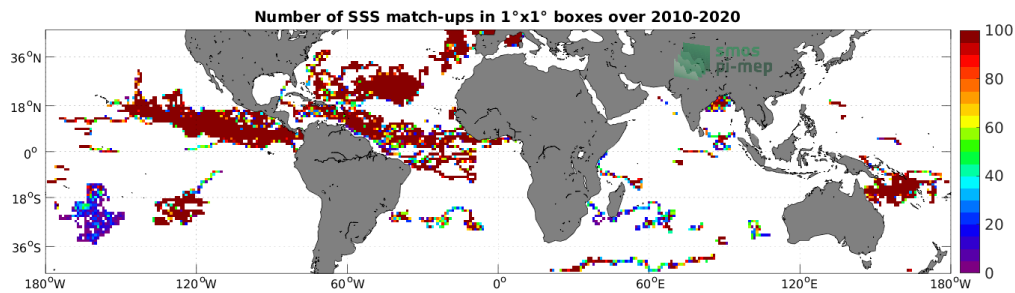 Number of SSS match-ups in 1°x1° boxes over 2010-2020
smos
pi-mep
36°N
18°N
0°
18°S
36°S
180°W
120°W
60°W
0°
60°E
120°E
180°W
100
80
60
40
20
0